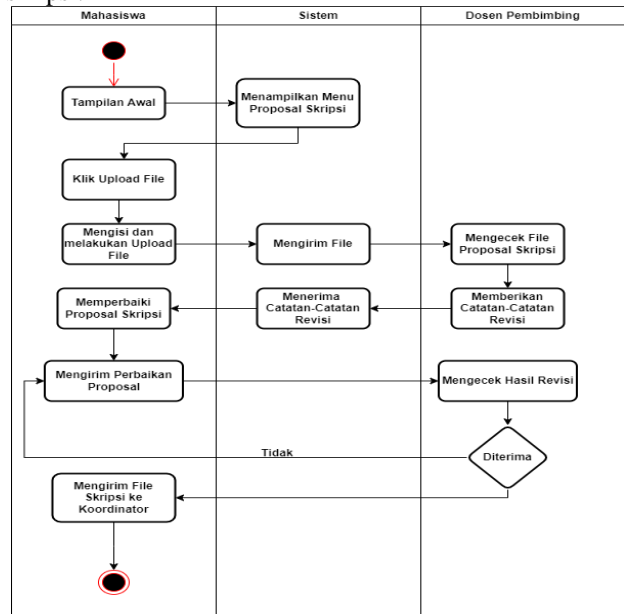 Mahasiswa
Sistem
Dosen Pembimbing
Tampilan Awal
Menampilkan Menu
Proposal Skripsi
Klik Upload File
Mengisi dan
melakukan Upload
File
Mengirim File
Mengecek File
Proposal Skripsi
Memperbaiki
Proposal Skripsi
Menerima
Catatan-Catatan
Revisi
Memberikan
Catatan-Catatan
Revisi
Mengirim Perbaikan
Proposal
Mengecek Hasil Revisi
Tidak
Diterima
Mengirim File
Skripsi ke
Koordinator